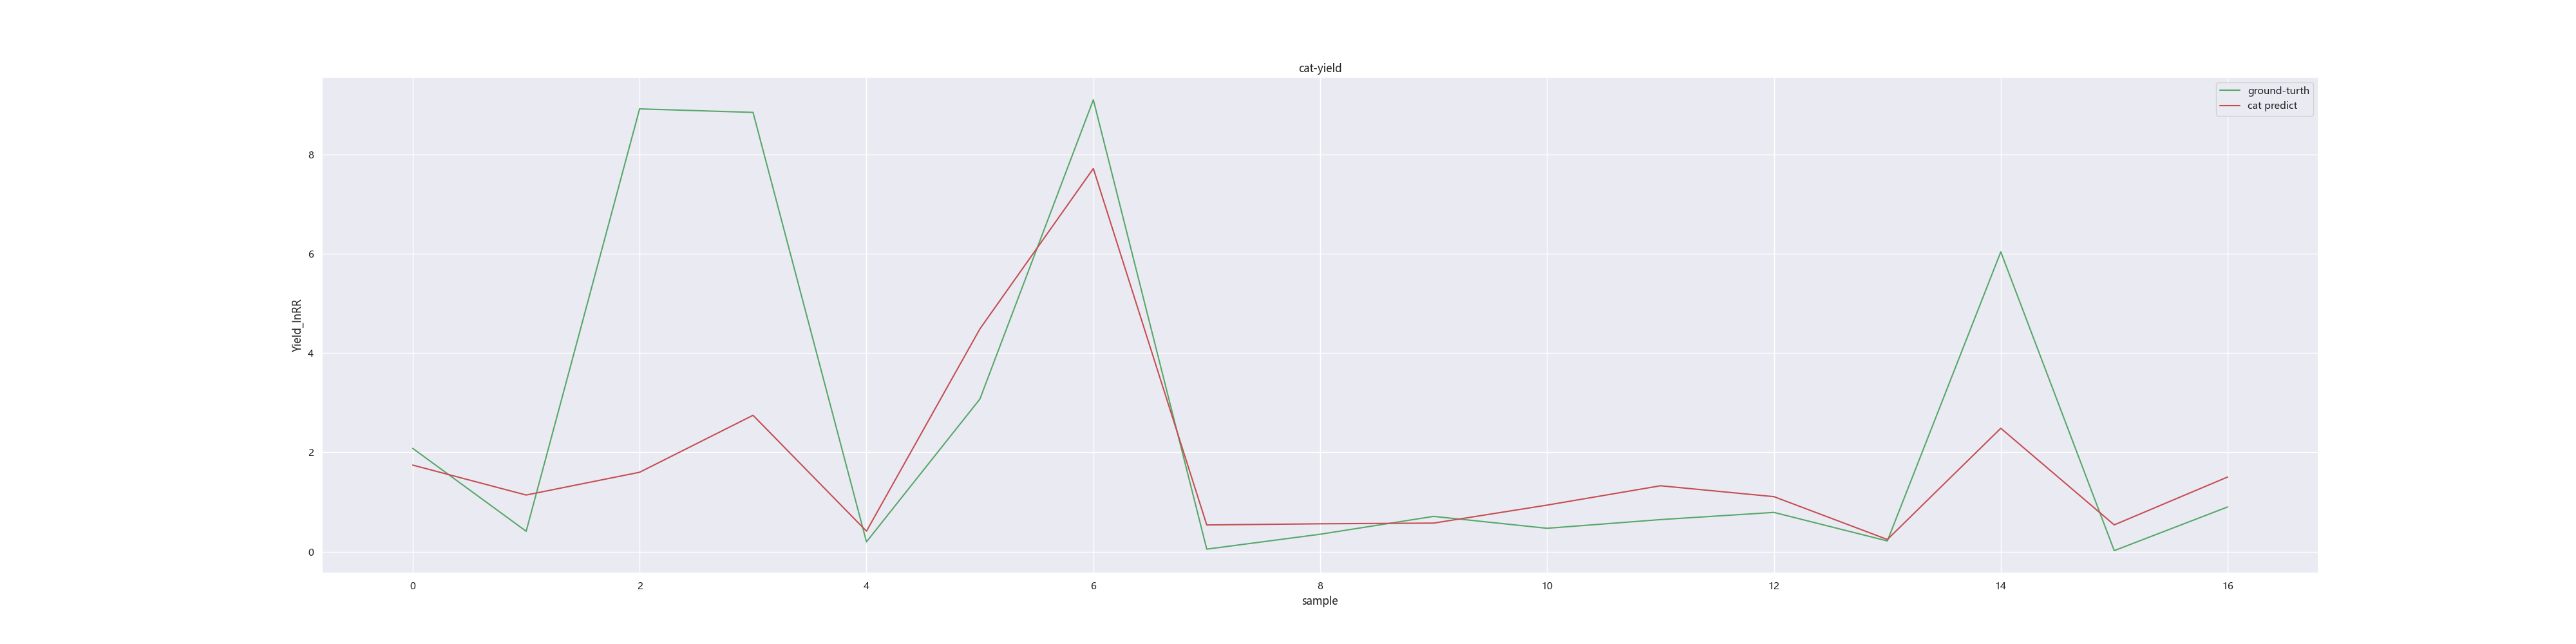 cat-yield
ground-turth
cat predict
Yield_lnRR
8
6
4
2
0
0 2 4 6 8 10 12 14 16
sample